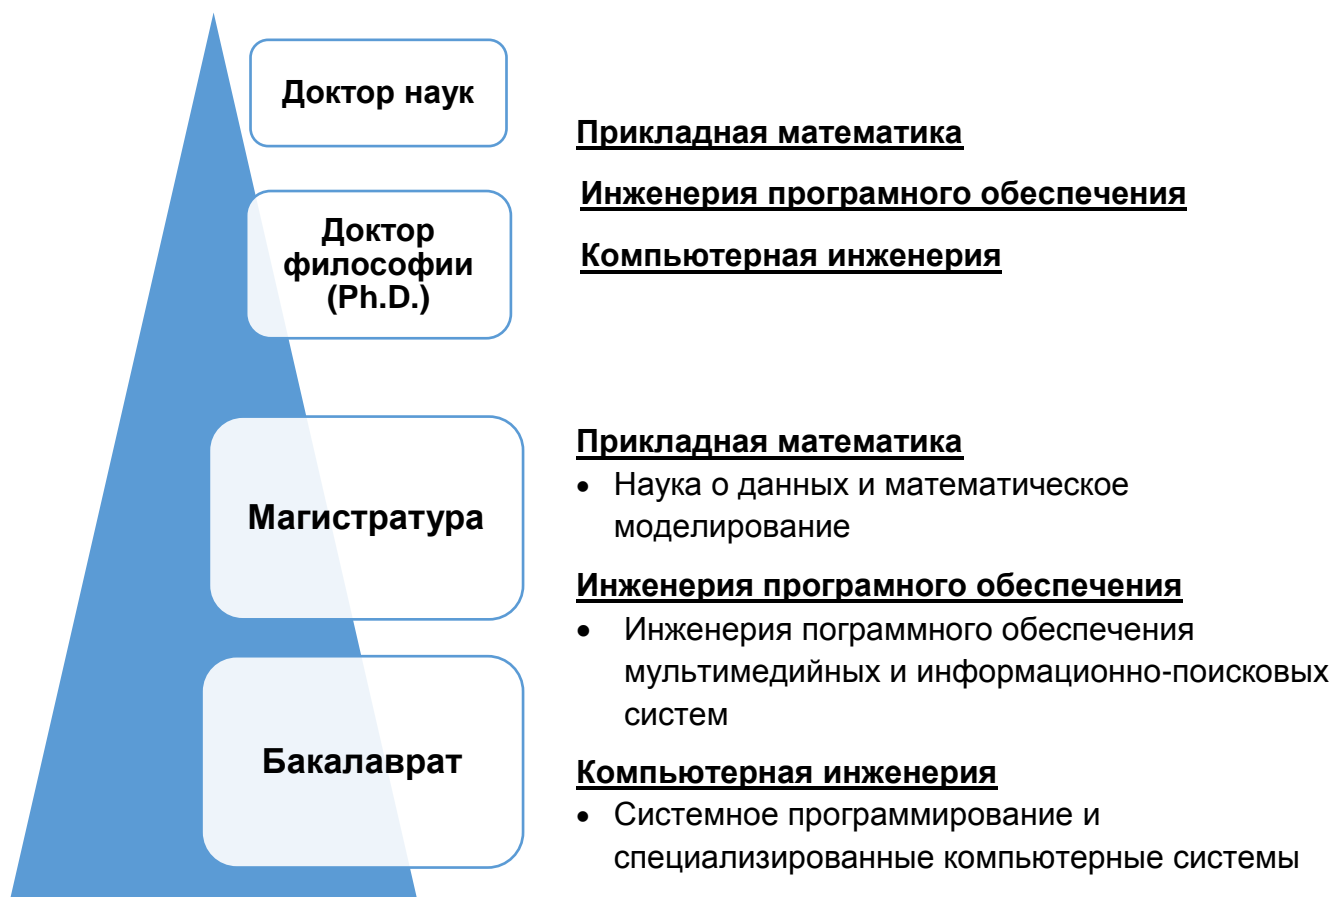 Доктор наук
Доктор
философии
(Ph.D.)
Прикладная математика
Инженерия програмного обеспечения
Компьютерная инженерия
Магистратура
Бакалаврат
Прикладная математика
• Наука о данных и математическое
моделирование
Инженерия програмного обеспечения
• Инженерия пограммного обеспечения
мультимедийных и информационно-поисковых
систем
Компьютерная инженерия
• Системное программирование и
специализированные компьютерные системы